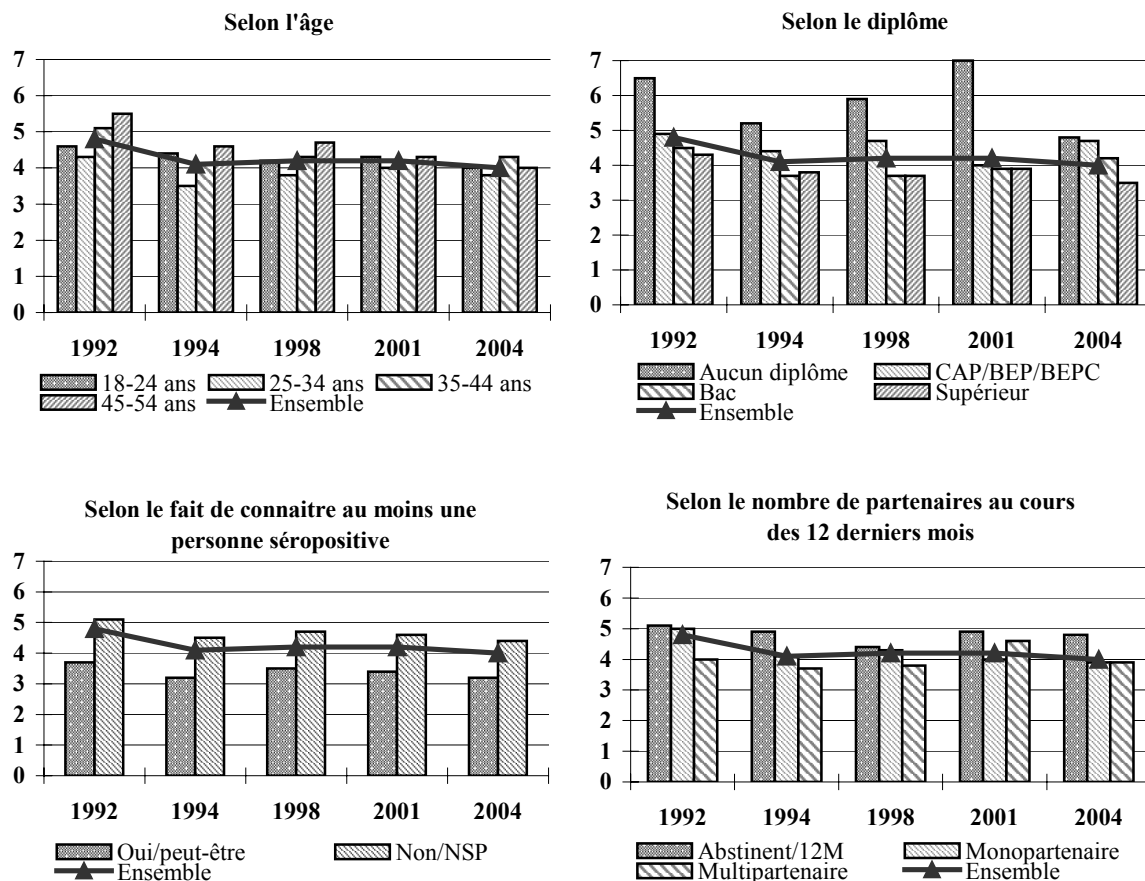 Selon l'âge
7
6
5
4
3
2
1
0
1992 1994 1998 2001 2004
18-24 ans 25-34 ans 35-44 ans
45-54 ans Ensemble
Selon le diplôme
7
6
5
4
3
2
1
0
1992 1994 1998 2001 2004
Aucun diplôme CAP/BEP/BEPC
Bac Supérieur
Ensemble
Selon le fait de connaitre au moins une
personne séropositive
7
6
5
4
3
2
1
0
1992 1994 1998 2001 2004
Oui/peut-être Non/NSP
Ensemble
Selon le nombre de partenaires au cours
des 12 derniers mois
7
6
5
4
3
2
1
0
1992 1994 1998 2001 2004
Abstinent/12M Monopartenaire
Multipartenaire Ensemble